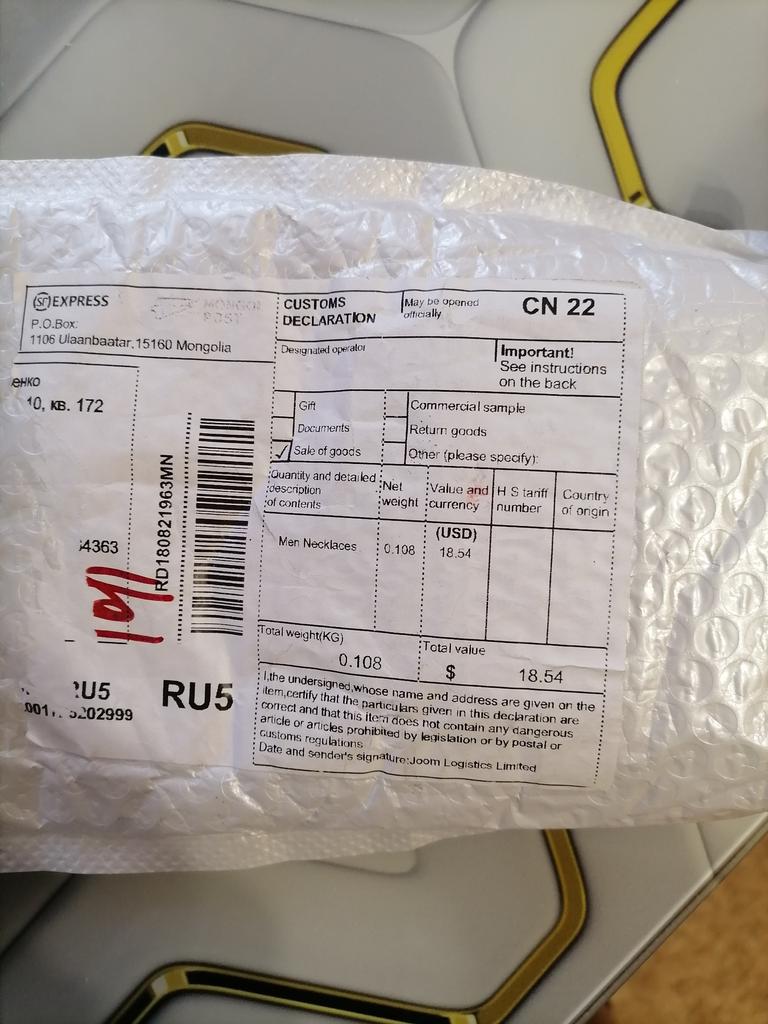 EXPRESS
MONGOL
POST
P.O.Box:
1106 Ulaanbaatar,15160 Mongolia
ЕНКО
10, КВ. 172
4363
RD180821963MN
191
RU5
RU5
5202999
CUSTOMS
DECLARATION
May be opened
officially
CN 22
Designated operator
Important!
See instructions
on the back
Gift
Commercial sample
Documents
Return goods
✓ Sale of goods
Other (please specify):
Quantity and detailed
description
of contents
Net
weight
Value and
currency
H S tariff
number
Country
of origin
(USD)
Men Necklaces 0.108 18.54
Total weight(KG)
0.108
Total value
$ 18.54
I,the undersigned,whose name and address are given on the
item,certify that the particulars given in this declaration are
correct and that this item does not contain any dangerous
article or articles prohibited by legislation or by postal or
customs regulations
Date and sender's signature:Joom Logistics Limited